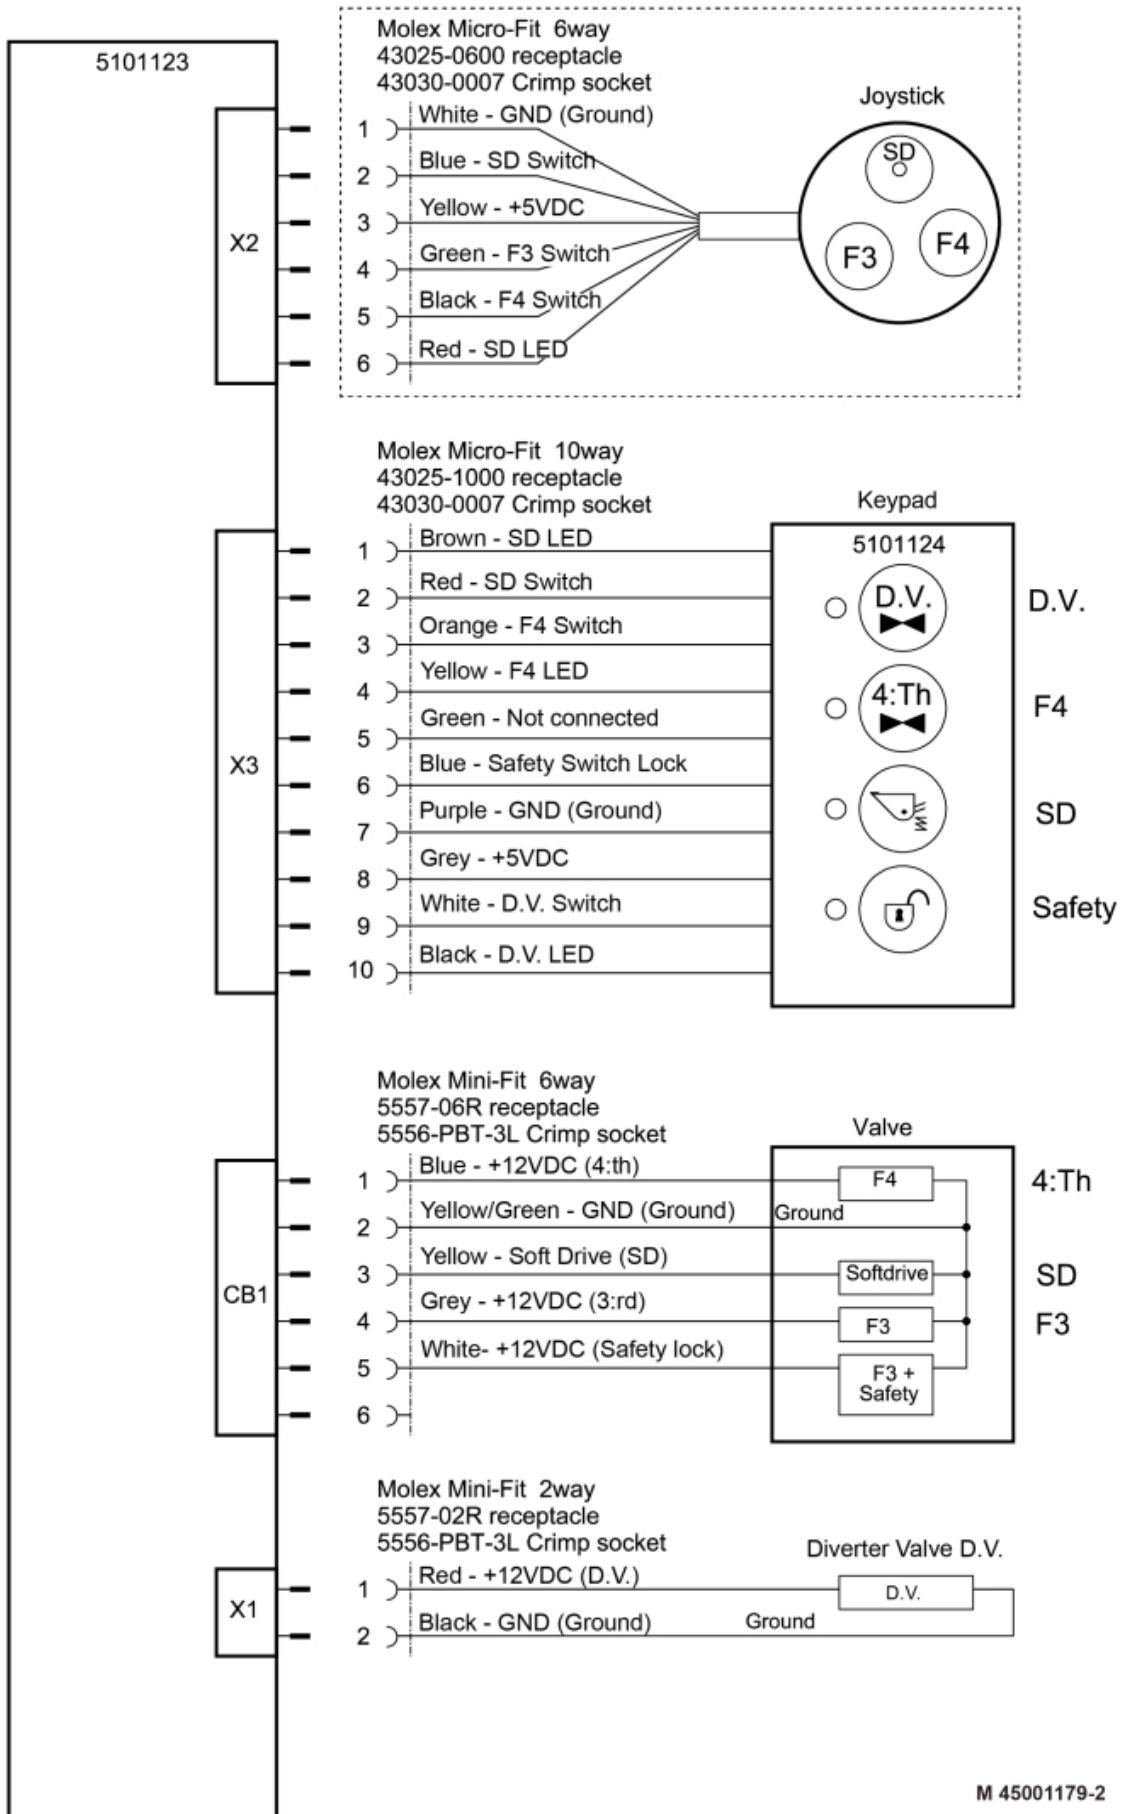 5101123
Molex Micro-Fit 6way
43025-0600 receptacle
43030-0007 Crimp socket
X2
1 White - GND (Ground)
2 Blue - SD Switch
3 Yellow - +5VDC
4 Green - F3 Switch
5 Black - F4 Switch
6 Red - SD LED
Joystick
SD
F3
F4
Molex Micro-Fit 10way
43025-1000 receptacle
43030-0007 Crimp socket
X3
1 Brown - SD LED
2 Red - SD Switch
3 Orange - F4 Switch
4 Yellow - F4 LED
5 Green - Not connected
6 Blue - Safety Switch Lock
7 Purple - GND (Ground)
8 Grey - +5VDC
9 White - D.V. Switch
10 Black - D.V. LED
Keypad
5101124
D.V.
D.V.
4:Th
F4
SD
Safety
Molex Mini-Fit 6way
5557-06R receptacle
5556-PBT-3L Crimp socket
CB1
1 Blue - +12VDC (4:th)
2 Yellow/Green - GND (Ground)
3 Yellow - Soft Drive (SD)
4 Grey - +12VDC (3:rd)
5 White- +12VDC (Safety lock)
6
Valve
F4
4:Th
Ground
Softdrive
SD
F3
F3
F3 +
Safety
Molex Mini-Fit 2way
5557-02R receptacle
5556-PBT-3L Crimp socket
X1
1 Red - +12VDC (D.V.)
2 Black - GND (Ground)
Diverter Valve D.V.
D.V.
Ground
M 45001179-2